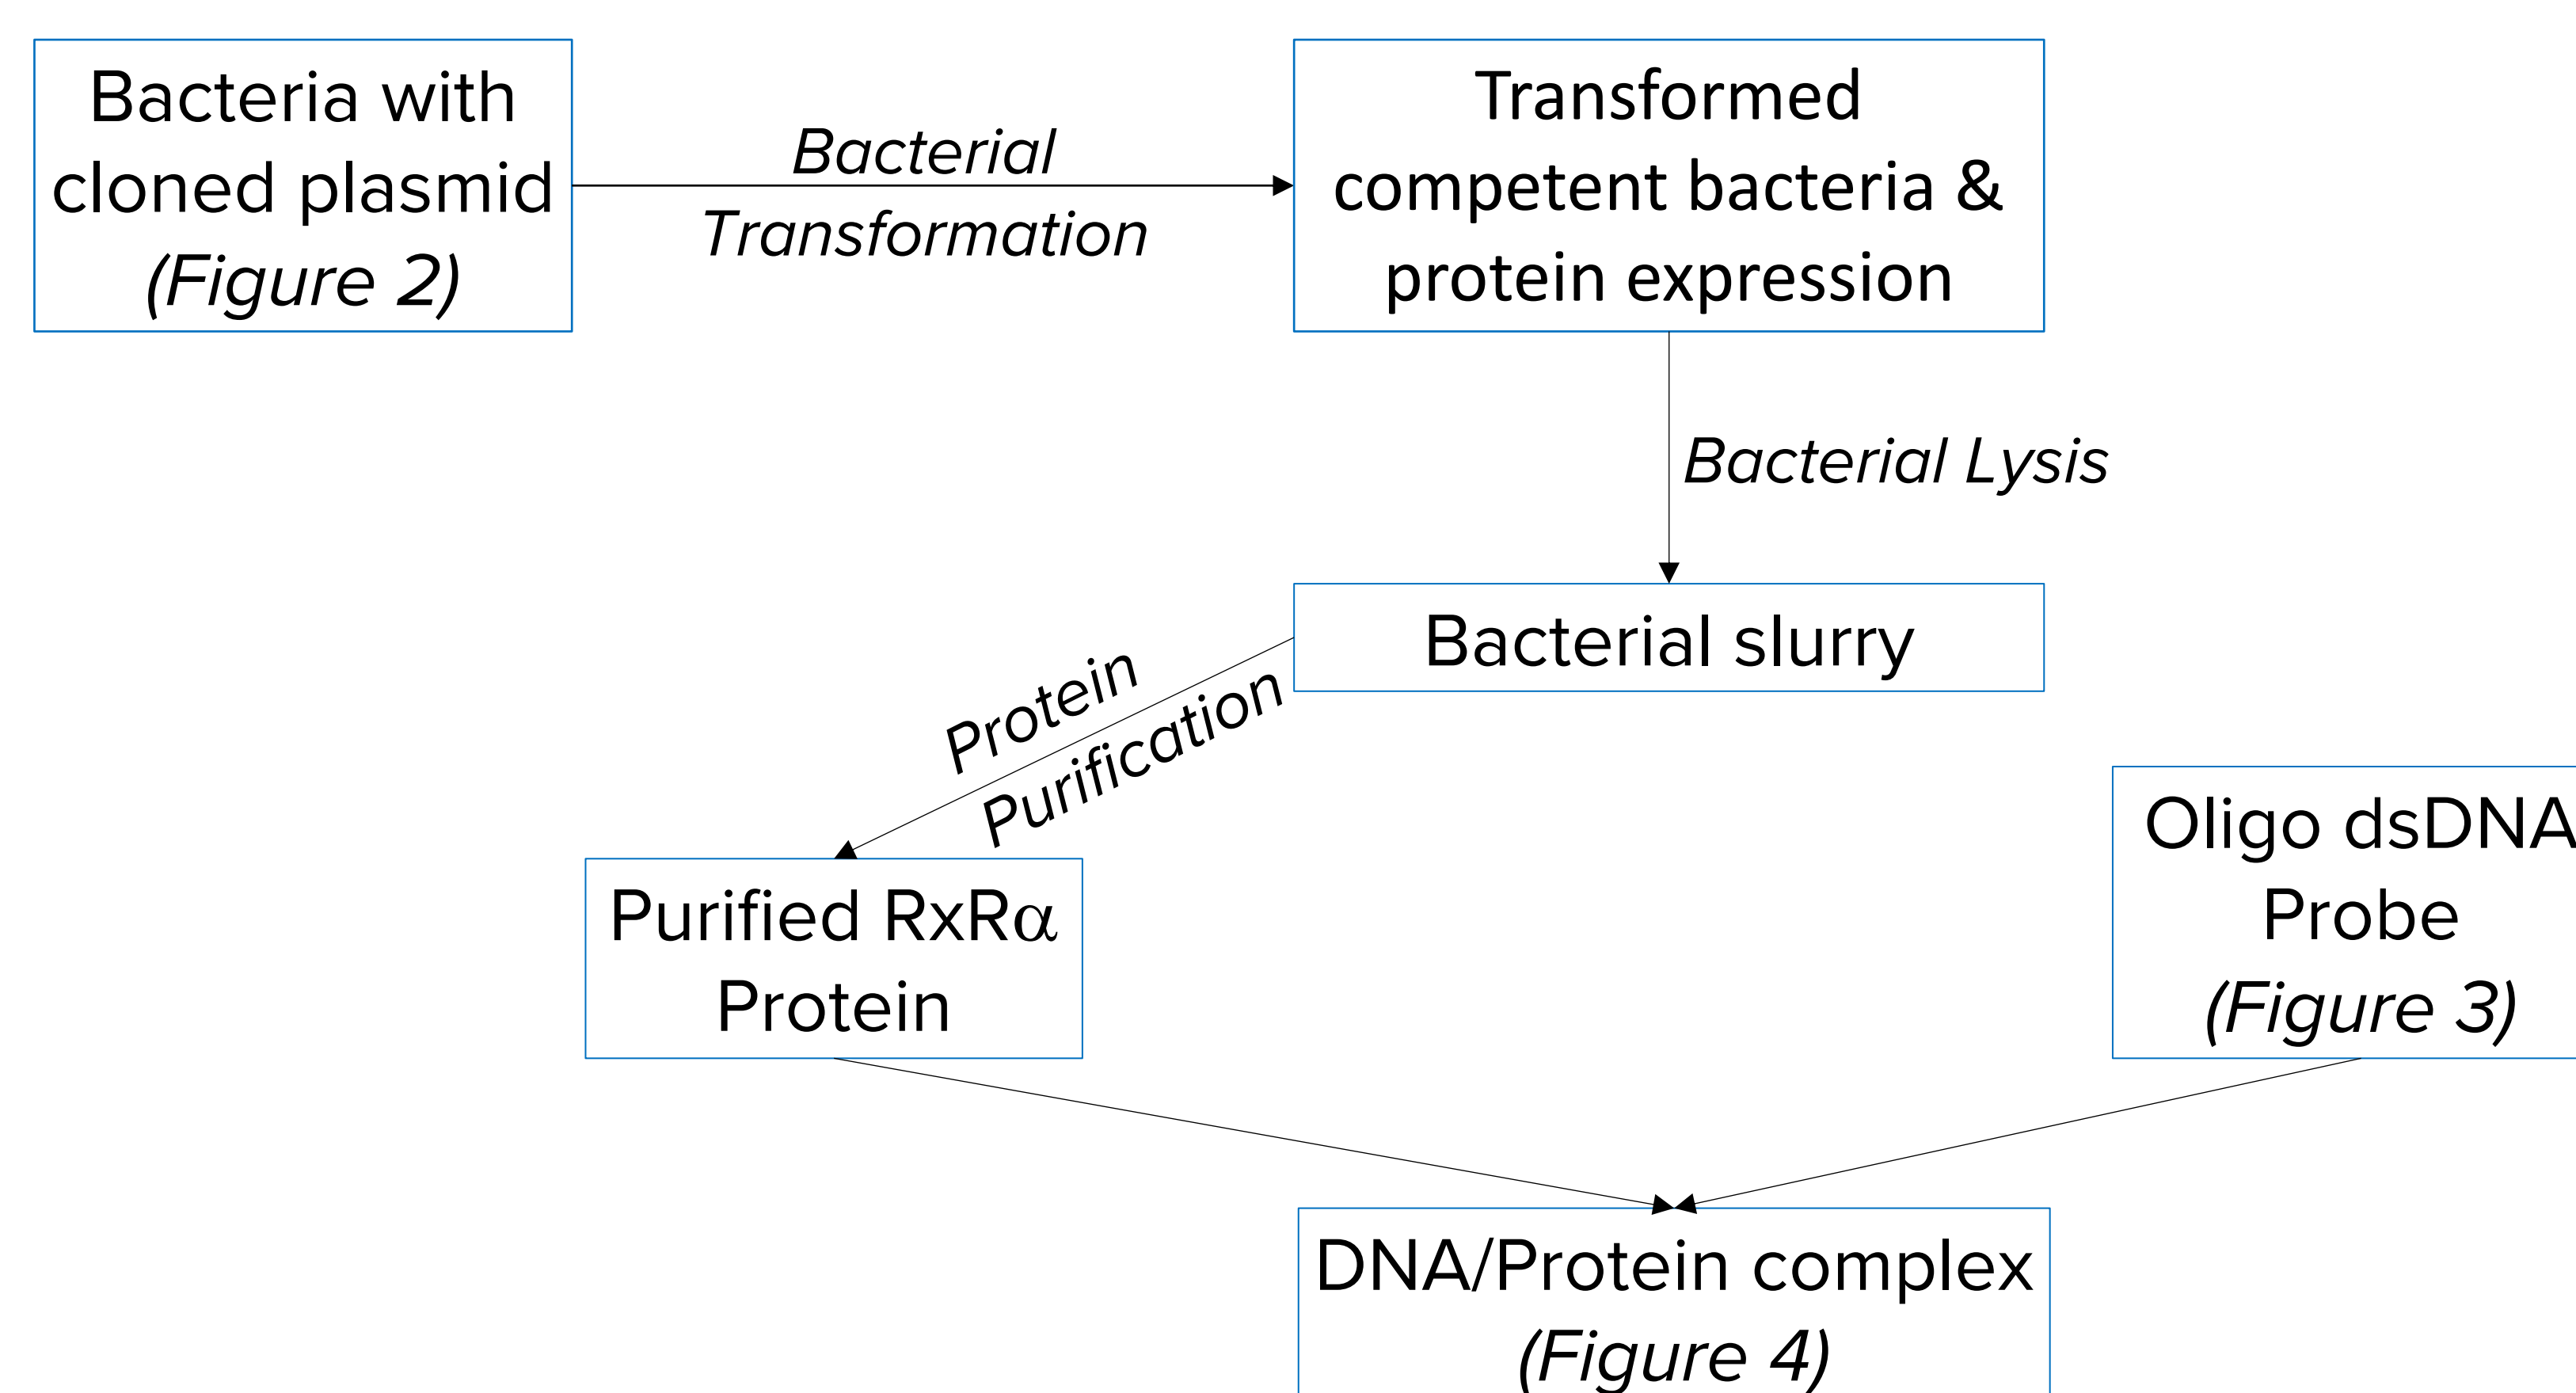 Bacteria with
cloned plasmid
(Figure 2)
Bacterial
Transformation
Transformed
competent bacteria &
protein expression
Bacterial Lysis
Bacterial slurry
Protein
Purification
Purified RxRα
Protein
Oligo dsDNA
Probe
(Figure 3)
DNA/Protein complex
(Figure 4)